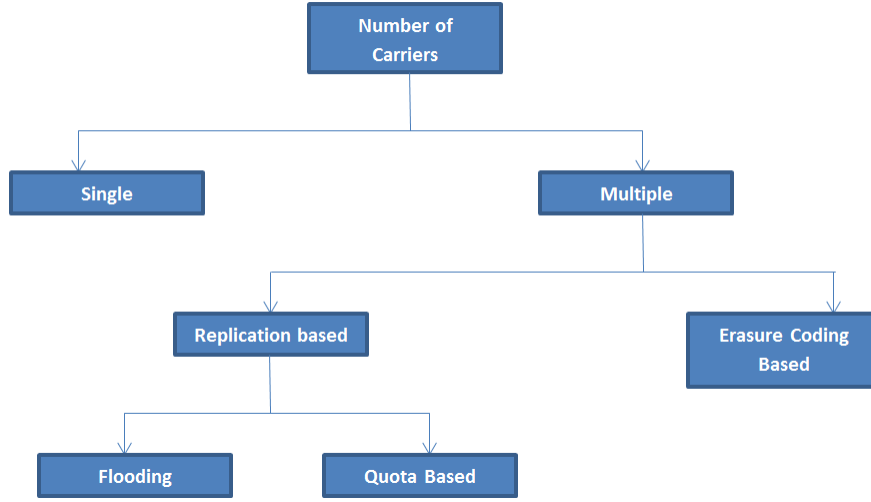 Number of
Carriers
Single
Multiple
Replication based
Erasure Coding
Based
Flooding
Quota Based